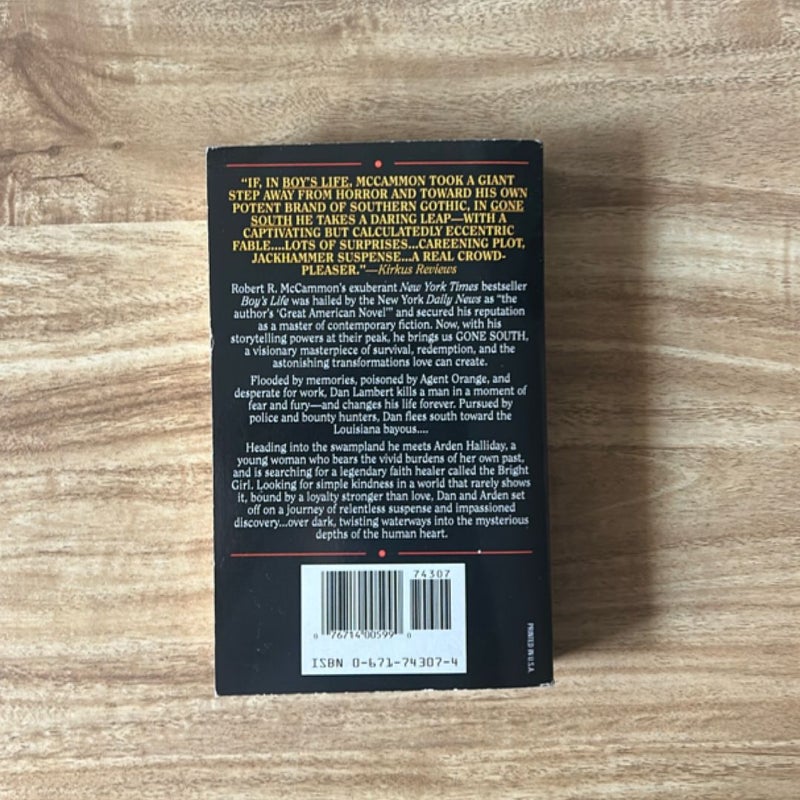 “IF, IN BOY'S LIFE, MCCAMMON TOOK A GIANT
STEP AWAY FROM HORROR AND TOWARD HIS OWN
POTENT BRAND OF SOUTHERN GOTHIC, IN GONE
SOUTH HE TAKES A DARING LEAP—WITH A
CAPTIVATING BUT CALCULATEDLY ECCENTRIC
FABLE....LOTS OF SURPRISES...CAREENING PLOT,
JACKHAMMER SUSPENSE...A REAL CROWD-
PLEASER.”—Kirkus Reviews
Robert R. McCammon's exuberant New York Times bestseller
Boy's Life was hailed by the New York Daily News as “the
author's ‘Great American Novel’” and secured his reputation
as a master of contemporary fiction. Now, with his
storytelling powers at their peak, he brings us GONE SOUTH,
a visionary masterpiece of survival, redemption, and the
astonishing transformations love can create.
Flooded by memories, poisoned by Agent Orange, and
desperate for work, Dan Lambert kills a man in a moment of
fear and fury—and changes his life forever. Pursued by
police and bounty hunters, Dan flees south toward the
Louisiana bayous....
Heading into the swampland he meets Arden Halliday, a
young woman who bears the vivid burdens of her own past,
and is searching for a legendary faith healer called the Bright
Girl. Looking for simple kindness in a world that rarely shows
it, bound by a loyalty stronger than love, Dan and Arden set
off on a journey of relentless suspense and impassioned
discovery...over dark, twisting waterways into the mysterious
depths of the human heart.
74307
0 76714 00599 0
ISBN 0-671-74307-4
PRINTED IN U.S.A.